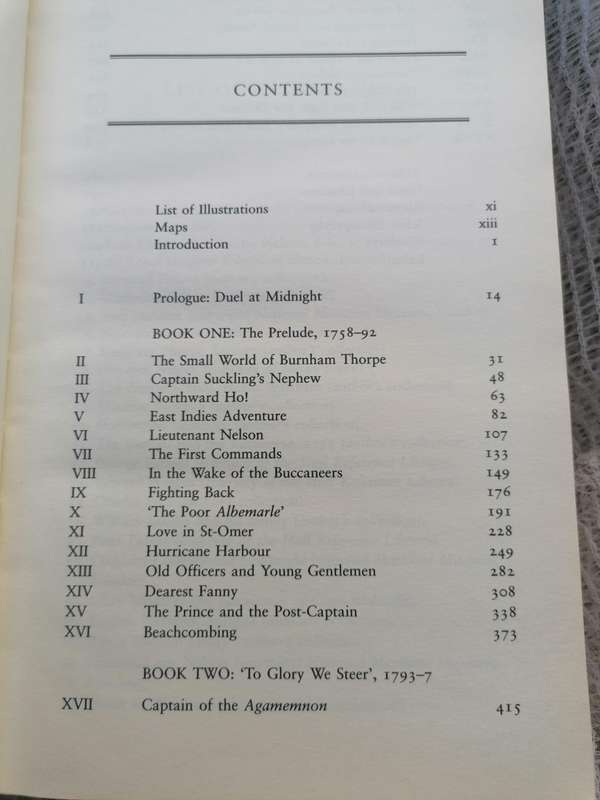 CONTENTS
List of Illustrations xi
Maps xiii
Introduction 1
I Prologue: Duel at Midnight 14
BOOK ONE: The Prelude, 1758–92
II The Small World of Burnham Thorpe 31
III Captain Suckling's Nephew 48
IV Northward Ho! 63
V East Indies Adventure 82
VI Lieutenant Nelson 107
VII The First Commands 133
VIII In the Wake of the Buccaneers 149
IX Fighting Back 176
X ‘The Poor Albemarle’ 191
XI Love in St-Omer 228
XII Hurricane Harbour 249
XIII Old Officers and Young Gentlemen 282
XIV Dearest Fanny 308
XV The Prince and the Post-Captain 338
XVI Beachcombing 373
BOOK TWO: ‘To Glory We Steer’, 1793–7
XVII Captain of the Agamemnon 415